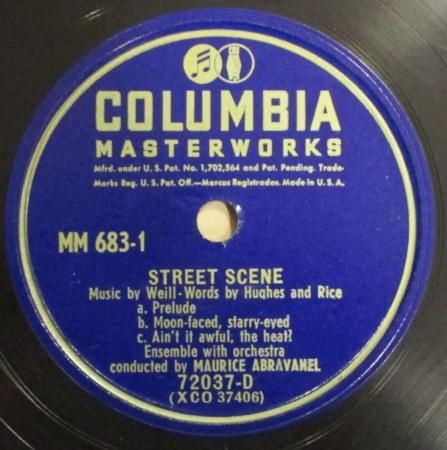 COLUMBIA
MASTERWORKS
Mfrd. under U. S. Pat. No. 1,702,564 and Pat. Pending. Trade-
Marks Reg. U. S. Pat. Off.—Marcas Registradas. Made in U. S. A.
MM 683-1
STREET SCENE
Music by Weill-Words by Hughes and Rice
a. Prelude
b. Moon-faced, starry-eyed
c. Ain't it awful, the heat?
Ensemble with orchestra
conducted by MAURICE ABRAVANEL
72037-D
(XCO 37406)